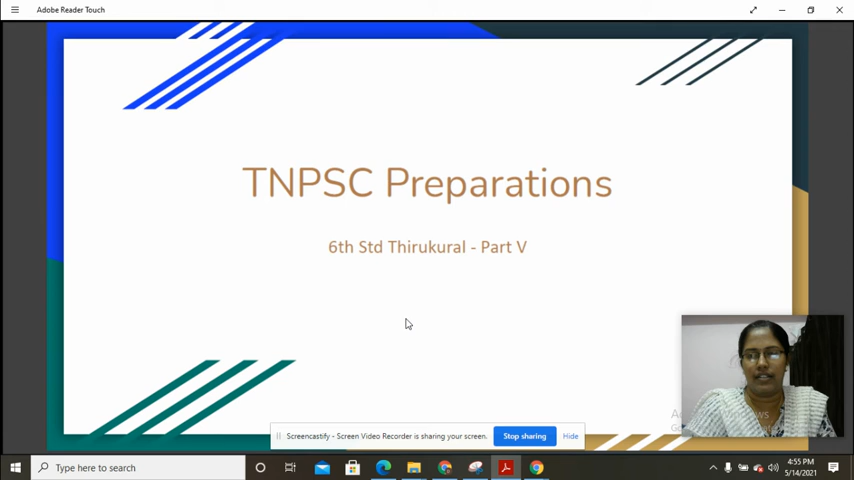 Adobe Reader Touch
TNPSC Preparations
6th Std Thirukural - Part V
Screencastify - Screen Video Recorder is sharing your screen.
Stop sharing
Hide
Type here to search
4:55 PM
5/14/2021